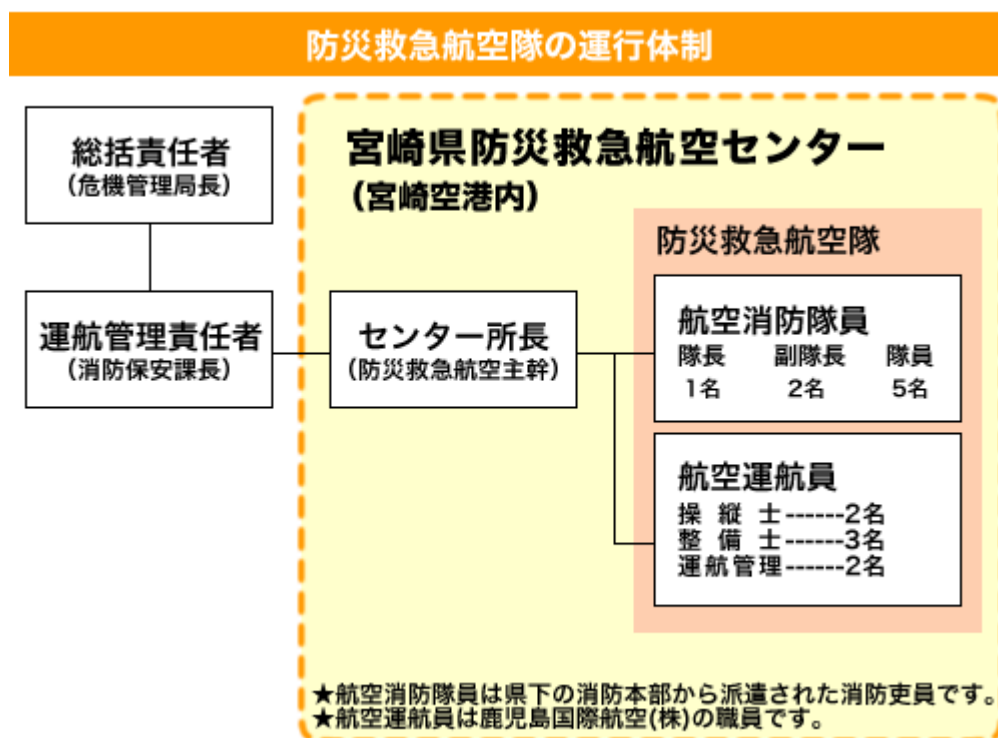 防災救急航空隊の運行体制
総括責任者
(危機管理局長)
運航管理責任者
(消防保安課長)
宮崎県防災救急航空センター
(宮崎空港内)
センター所長
(防災救急航空主幹)
防災救急航空隊
航空消防隊員
隊長 副隊長 隊員
1名 2名 5名
航空運航員
操縦士------2名
整備士------3名
運航管理------2名
★航空消防隊員は県下の消防本部から派遣された消防吏員です。
★航空運航員は鹿児島国際航空(株)の職員です。